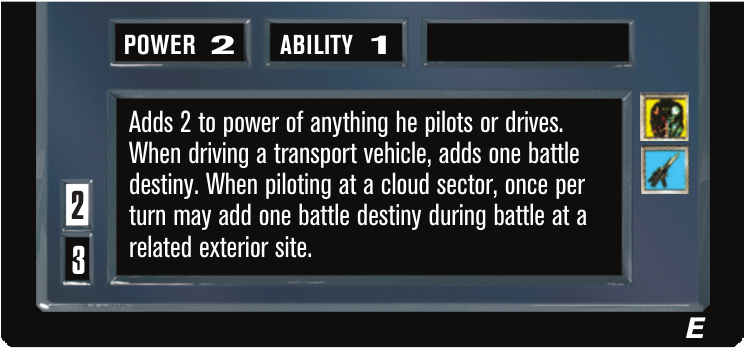 POWER 2 ABILITY 1
Adds 2 to power of anything he pilots or drives.
When driving a transport vehicle, adds one battle
destiny. When piloting at a cloud sector, once per
turn may add one battle destiny during battle at a
related exterior site.
2
3
E